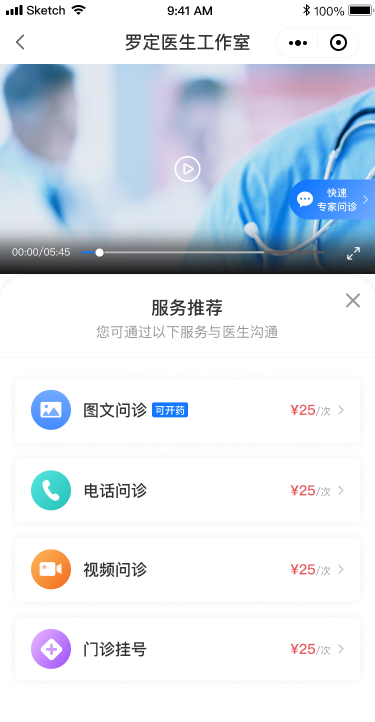 Sketch 9:41 AM 100%
罗定医生工作室
快速
专家问诊
00:00/05:45
服务推荐
您可通过以下服务与医生沟通
图文问诊 可开药 ¥25/次
电话问诊 ¥25/次
视频问诊 ¥25/次
门诊挂号 ¥25/次